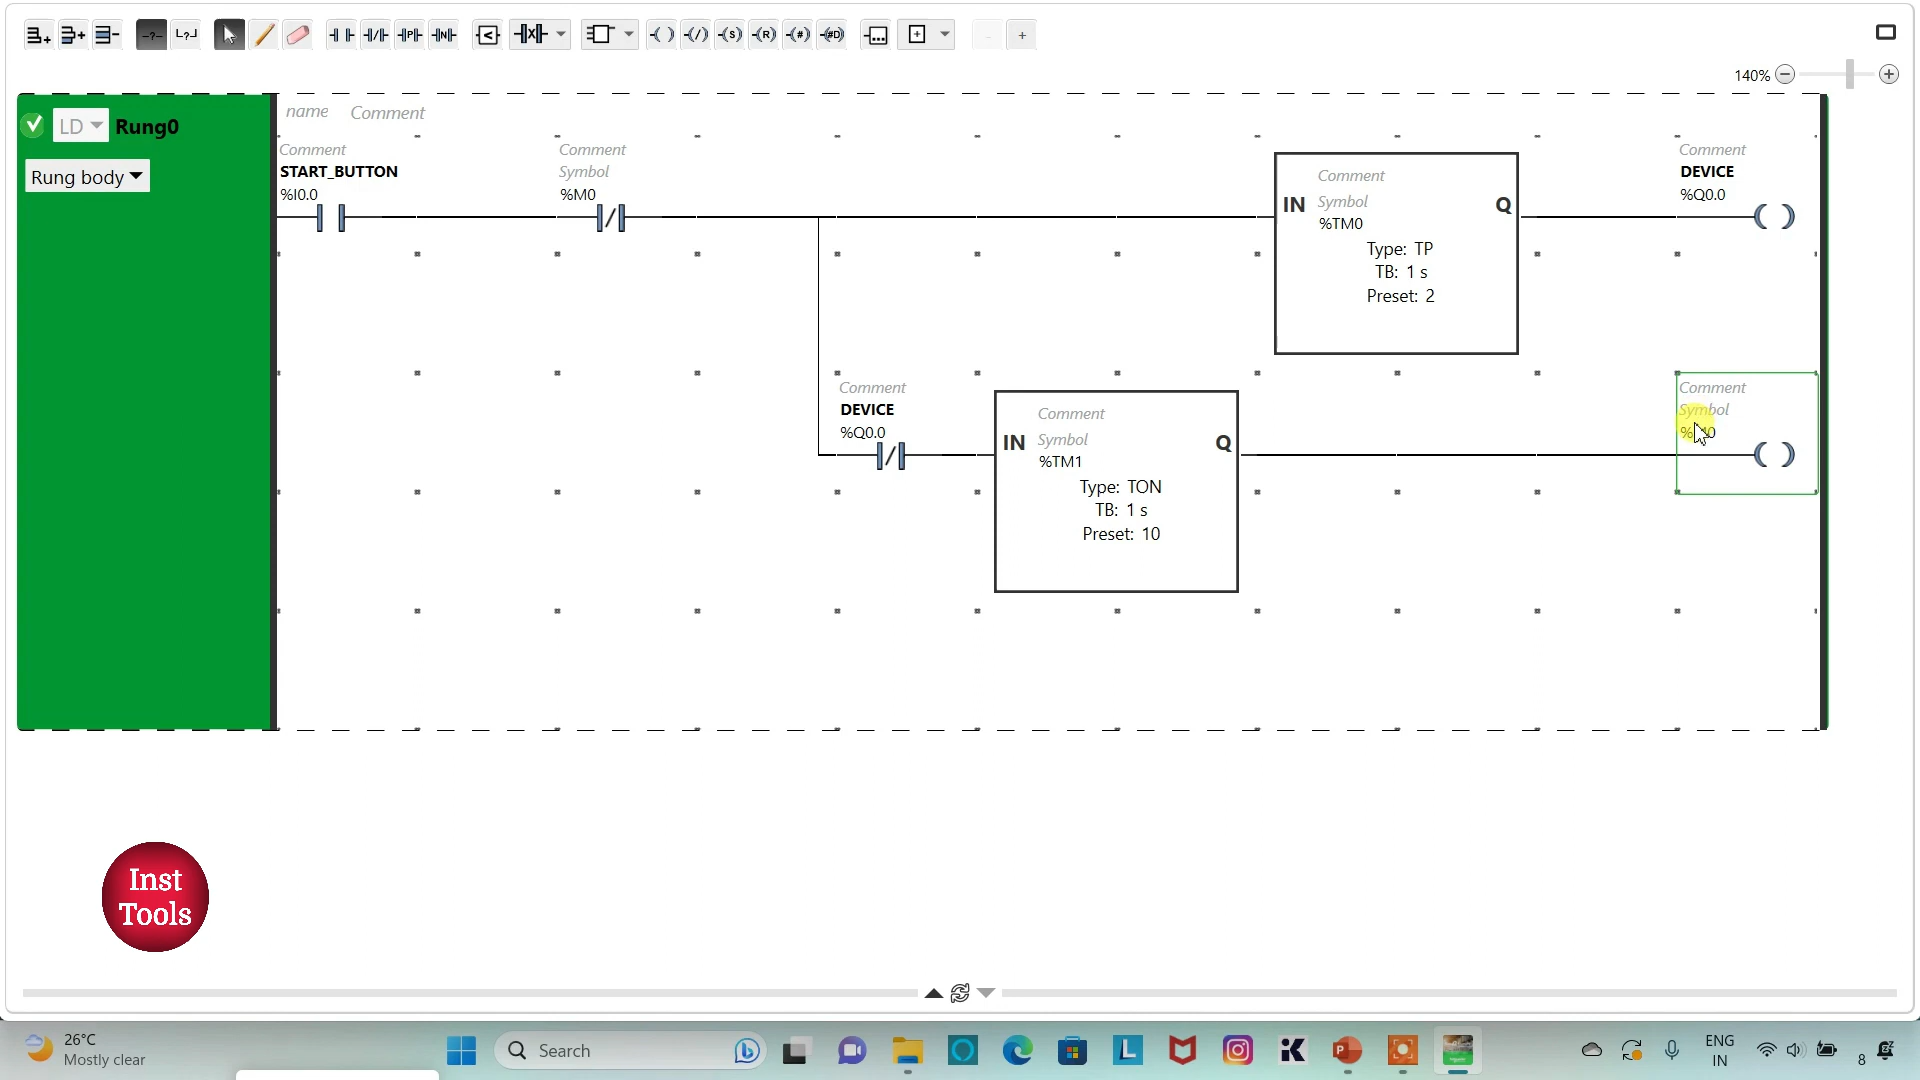 140%
LD Rung0
name Comment
Rung body
Comment
START_BUTTON
%I0.0
Comment
Symbol
%M0
Comment
Symbol
%TM0
IN
Q
Type: TP
TB: 1 s
Preset: 2
Comment
DEVICE
%Q0.0
Comment
DEVICE
%Q0.0
Comment
Symbol
%TM1
IN
Q
Type: TON
TB: 1 s
Preset: 10
Comment
Symbol
Inst
Tools
26°C
Mostly clear
Search
ENG
IN
8